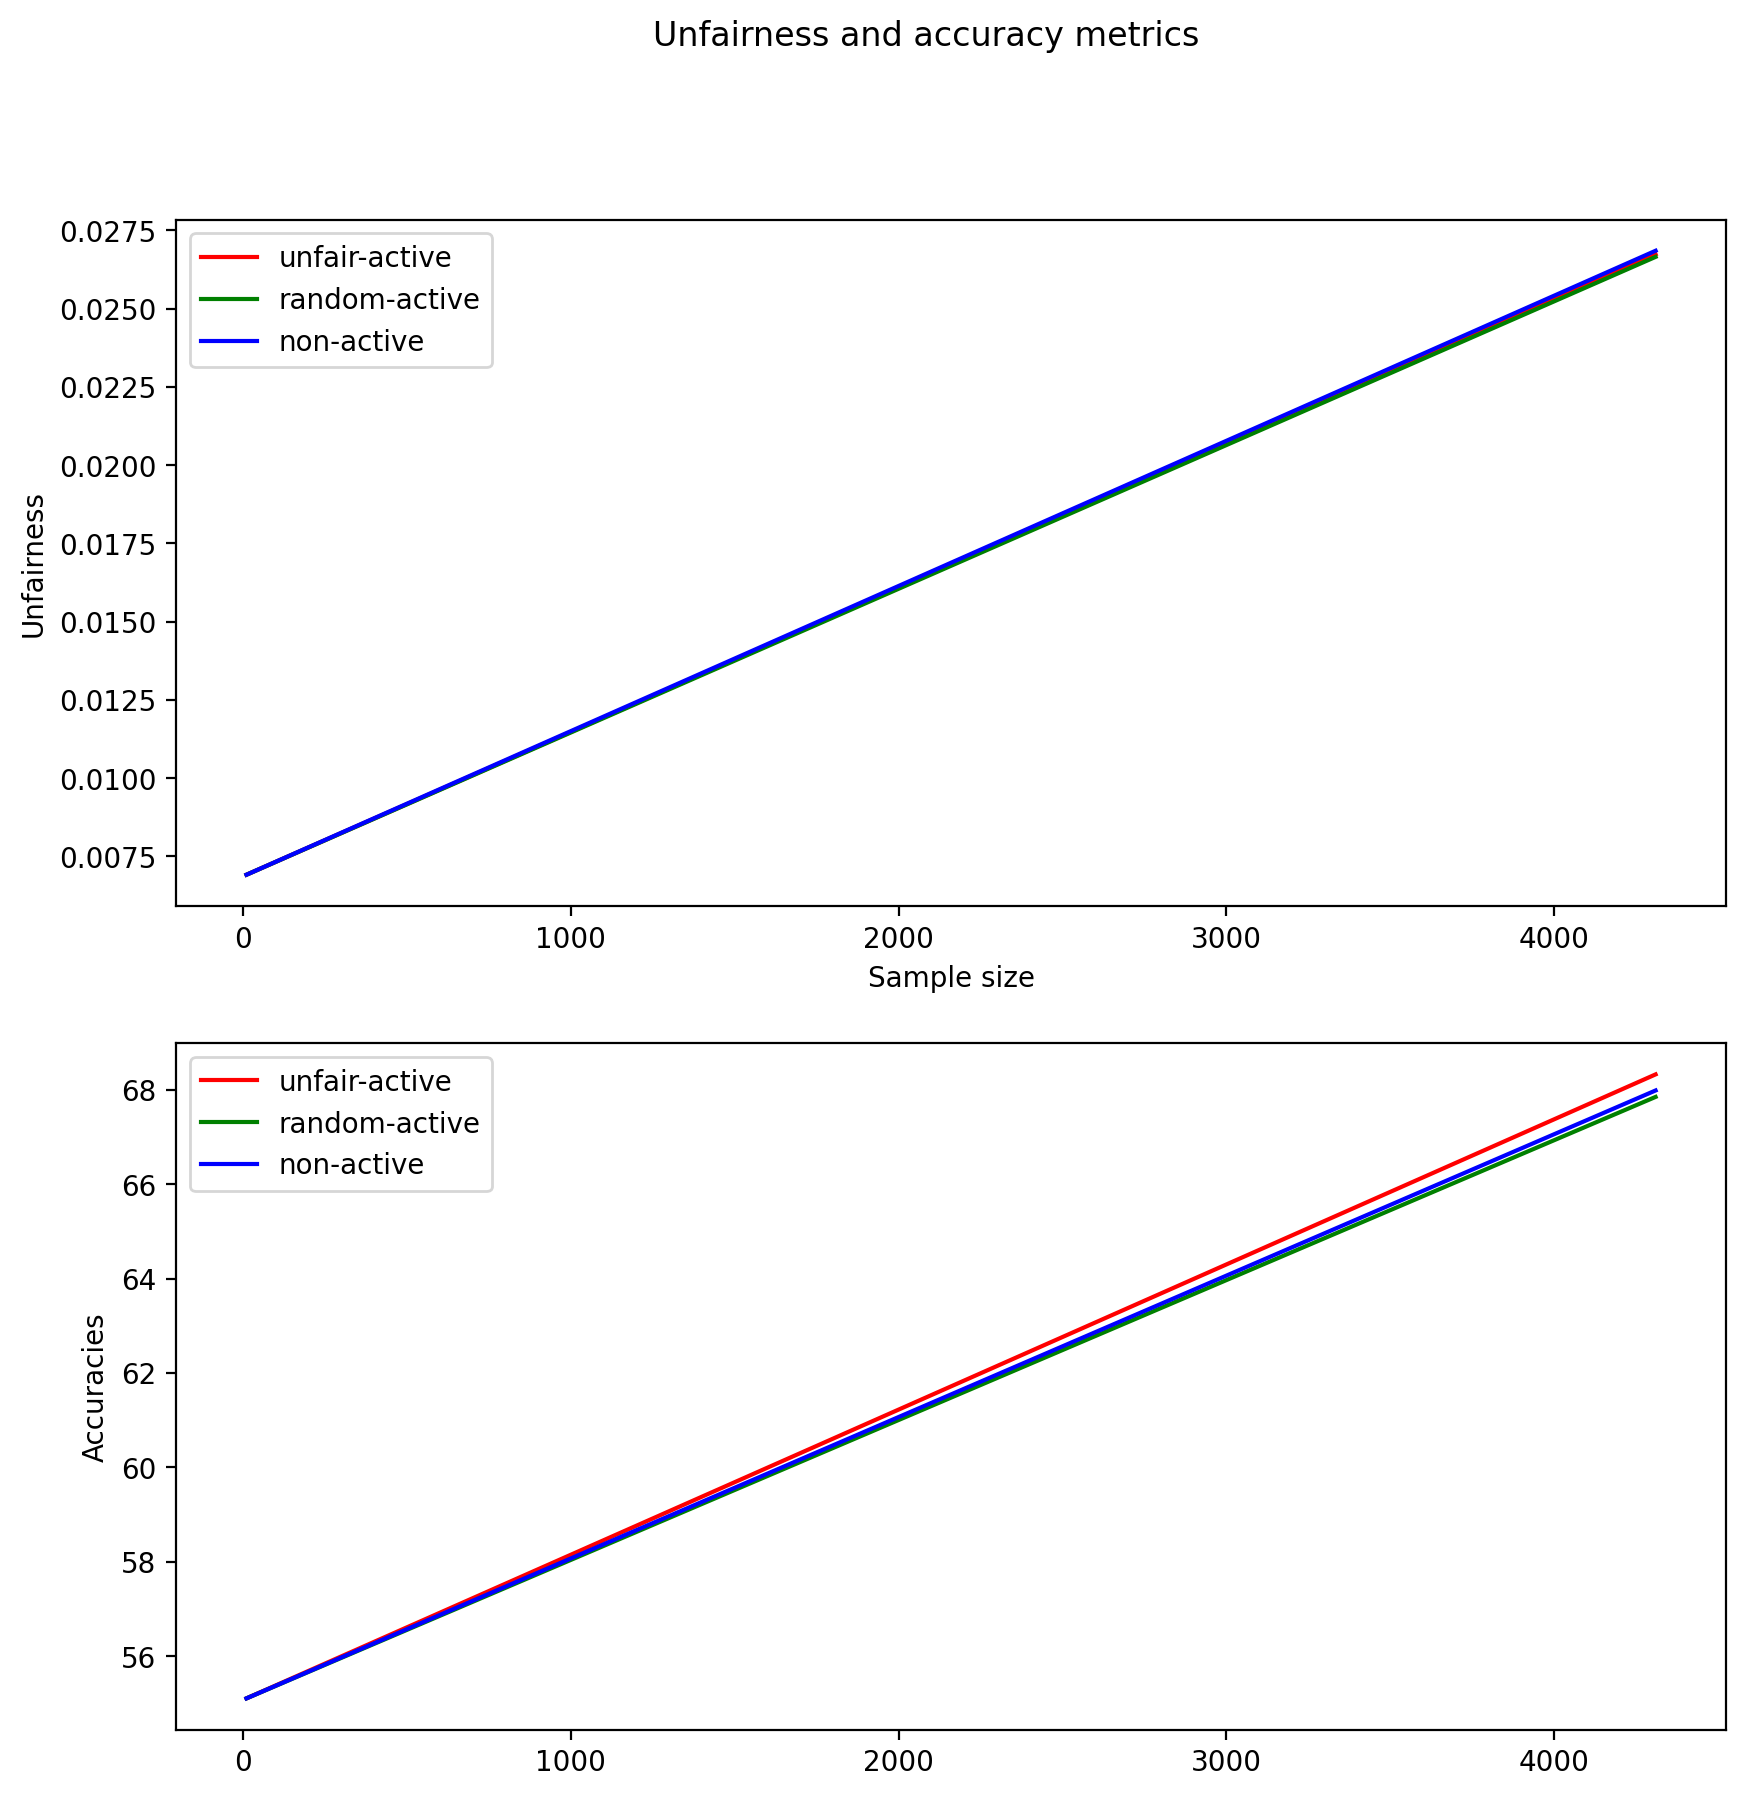 Unfairness and accuracy metrics
unfair-active
random-active
non-active
0.0275
0.0250
0.0225
0.0200
0.0175
0.0150
0.0125
0.0100
0.0075
Unfairness
0 1000 2000 3000 4000
Sample size
unfair-active
random-active
non-active
68
66
64
62
60
58
56
Accuracies
0 1000 2000 3000 4000